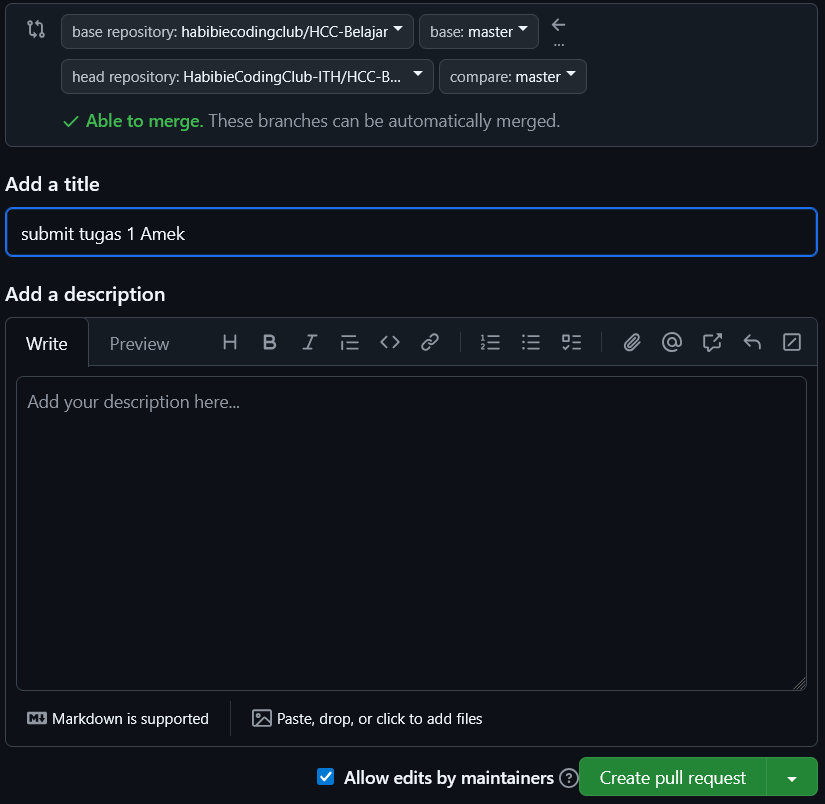 base repository: habibiecodingclub/HCC-Belajar base: master
...
head repository: HabibieCodingClub-ITH/HCC-B... compare: master
Able to merge. These branches can be automatically merged.
Add a title
submit tugas 1 Amek
Add a description
Write Preview
Add your description here...
Markdown is supported Paste, drop, or click to add files
Allow edits by maintainers ? Create pull request